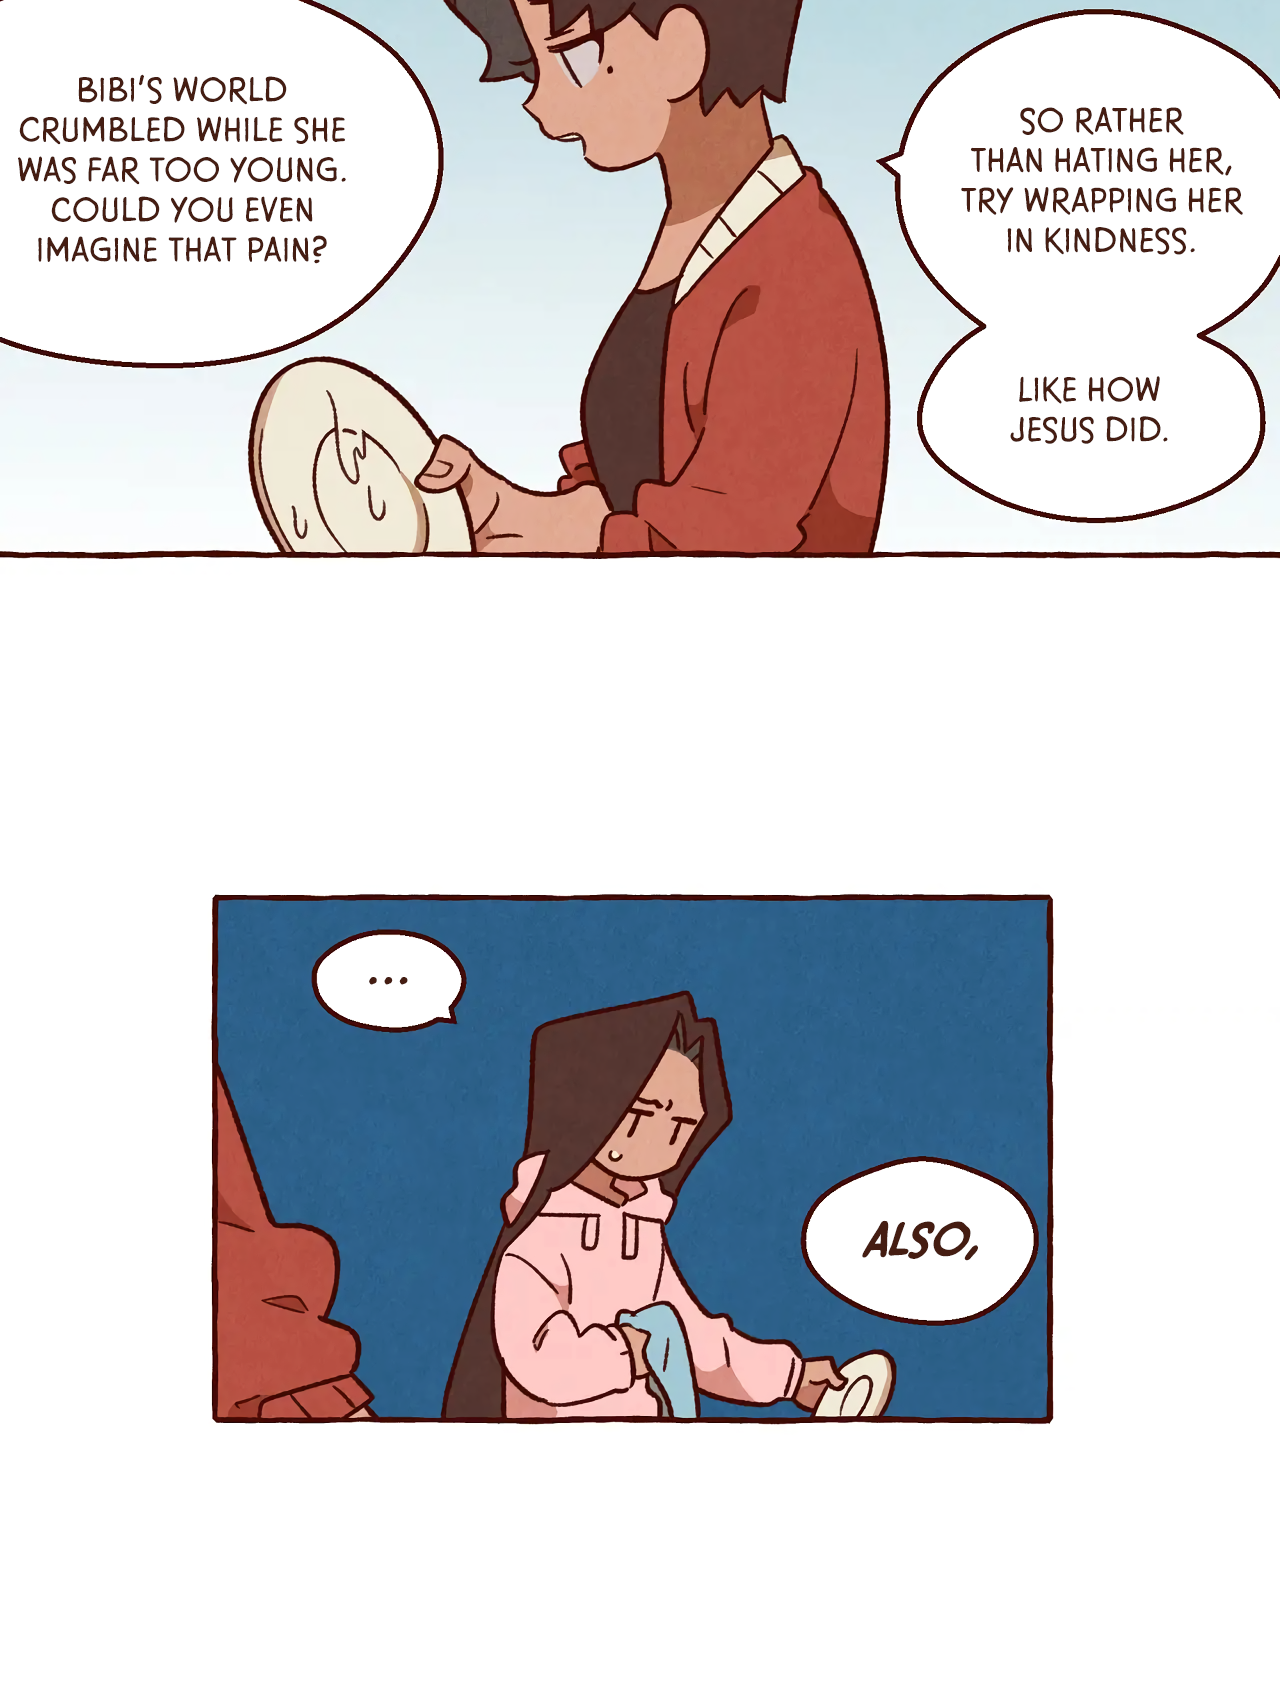 BIBI'S WORLD
CRUMBLED WHILE SHE
WAS FAR TOO YOUNG.
COULD YOU EVEN
IMAGINE THAT PAIN?
SO RATHER
THAN HATING HER,
TRY WRAPPING HER
IN KINDNESS.
LIKE HOW
JESUS DID.
...
ALSO,